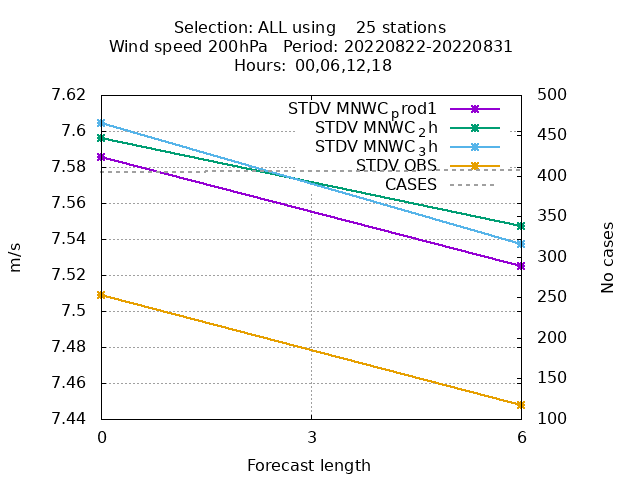 Selection: ALL using    25 stations
Wind speed 200hPa   Period: 20220822-20220831
Hours: 00,06,12,18
7.62
7.6
7.58
7.56
7.54
7.52
7.5
7.48
7.46
7.44
500
450
400
350
300
250
200
150
100
STDV MNWCprod1
STDV MNWC2h
STDV MNWC3h
STDV OBS
CASES
m/s
No cases
0
3
6
Forecast length